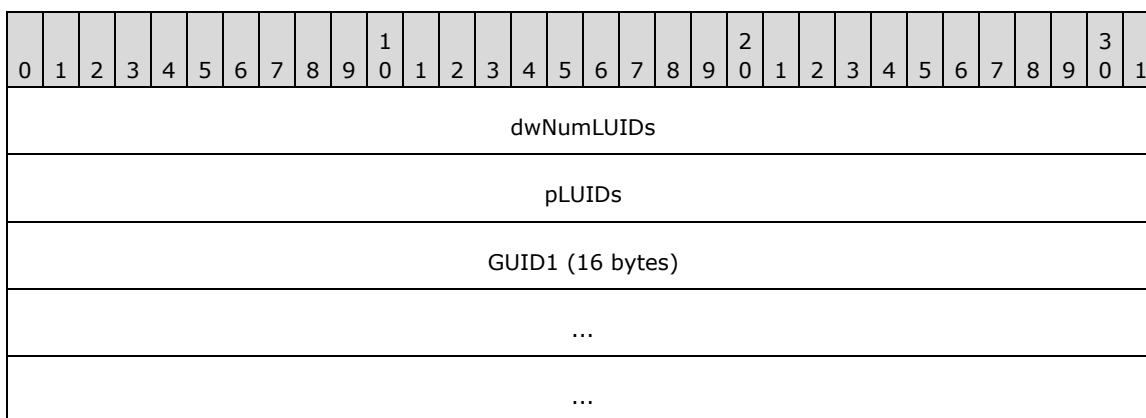 1 2 3
0 1 2 3 4 5 6 7 8 9 0 1 2 3 4 5 6 7 8 9 0 1 2 3 4 5 6 7 8 9 0 1
dwNumLUIDs
pLUIDs
GUID1 (16 bytes)
...
...